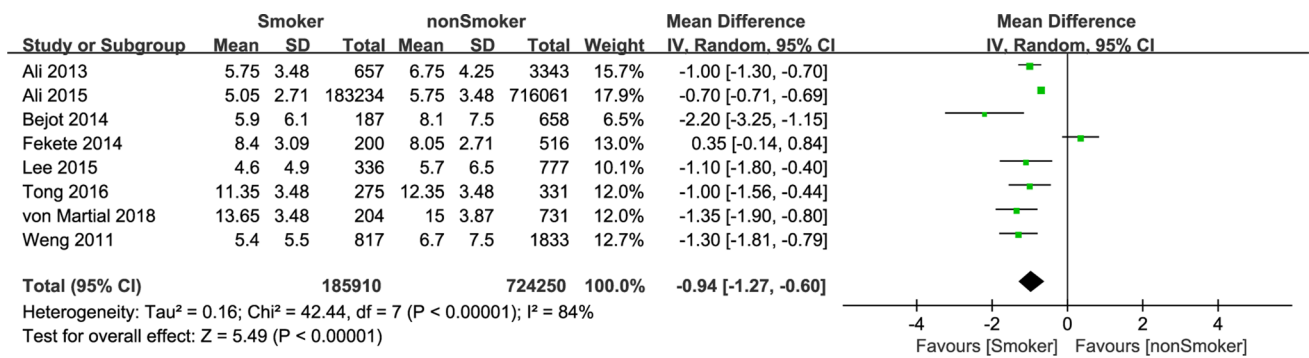 Smoker nonSmoker Mean Difference Mean Difference
Study or Subgroup Mean SD Total Mean SD Total Weight IV, Random, 95% CI IV, Random, 95% CI
Ali 2013 5.75 3.48 657 6.75 4.25 3343 15.7% -1.00 [-1.30, -0.70]
Ali 2015 5.05 2.71 183234 5.75 3.48 716061 17.9% -0.70 [-0.71, -0.69]
Bejot 2014 5.9 6.1 187 8.1 7.5 658 6.5% -2.20 [-3.25, -1.15]
Fekete 2014 8.4 3.09 200 8.05 2.71 516 13.0% 0.35 [-0.14, 0.84]
Lee 2015 4.6 4.9 336 5.7 6.5 777 10.1% -1.10 [-1.80, -0.40]
Tong 2016 11.35 3.48 275 12.35 3.48 331 12.0% -1.00 [-1.56, -0.44]
von Martial 2018 13.65 3.48 204 15 3.87 731 12.0% -1.35 [-1.90, -0.80]
Weng 2011 5.4 5.5 817 6.7 7.5 1833 12.7% -1.30 [-1.81, -0.79]
Total (95% CI) 185910 724250 100.0% -0.94 [-1.27, -0.60]
Heterogeneity: Tau² = 0.16; Chi² = 42.44, df = 7 (P < 0.00001); I² = 84%
Test for overall effect: Z = 5.49 (P < 0.00001)
-4 -2 0 2 4
Favours [Smoker] Favours [nonSmoker]